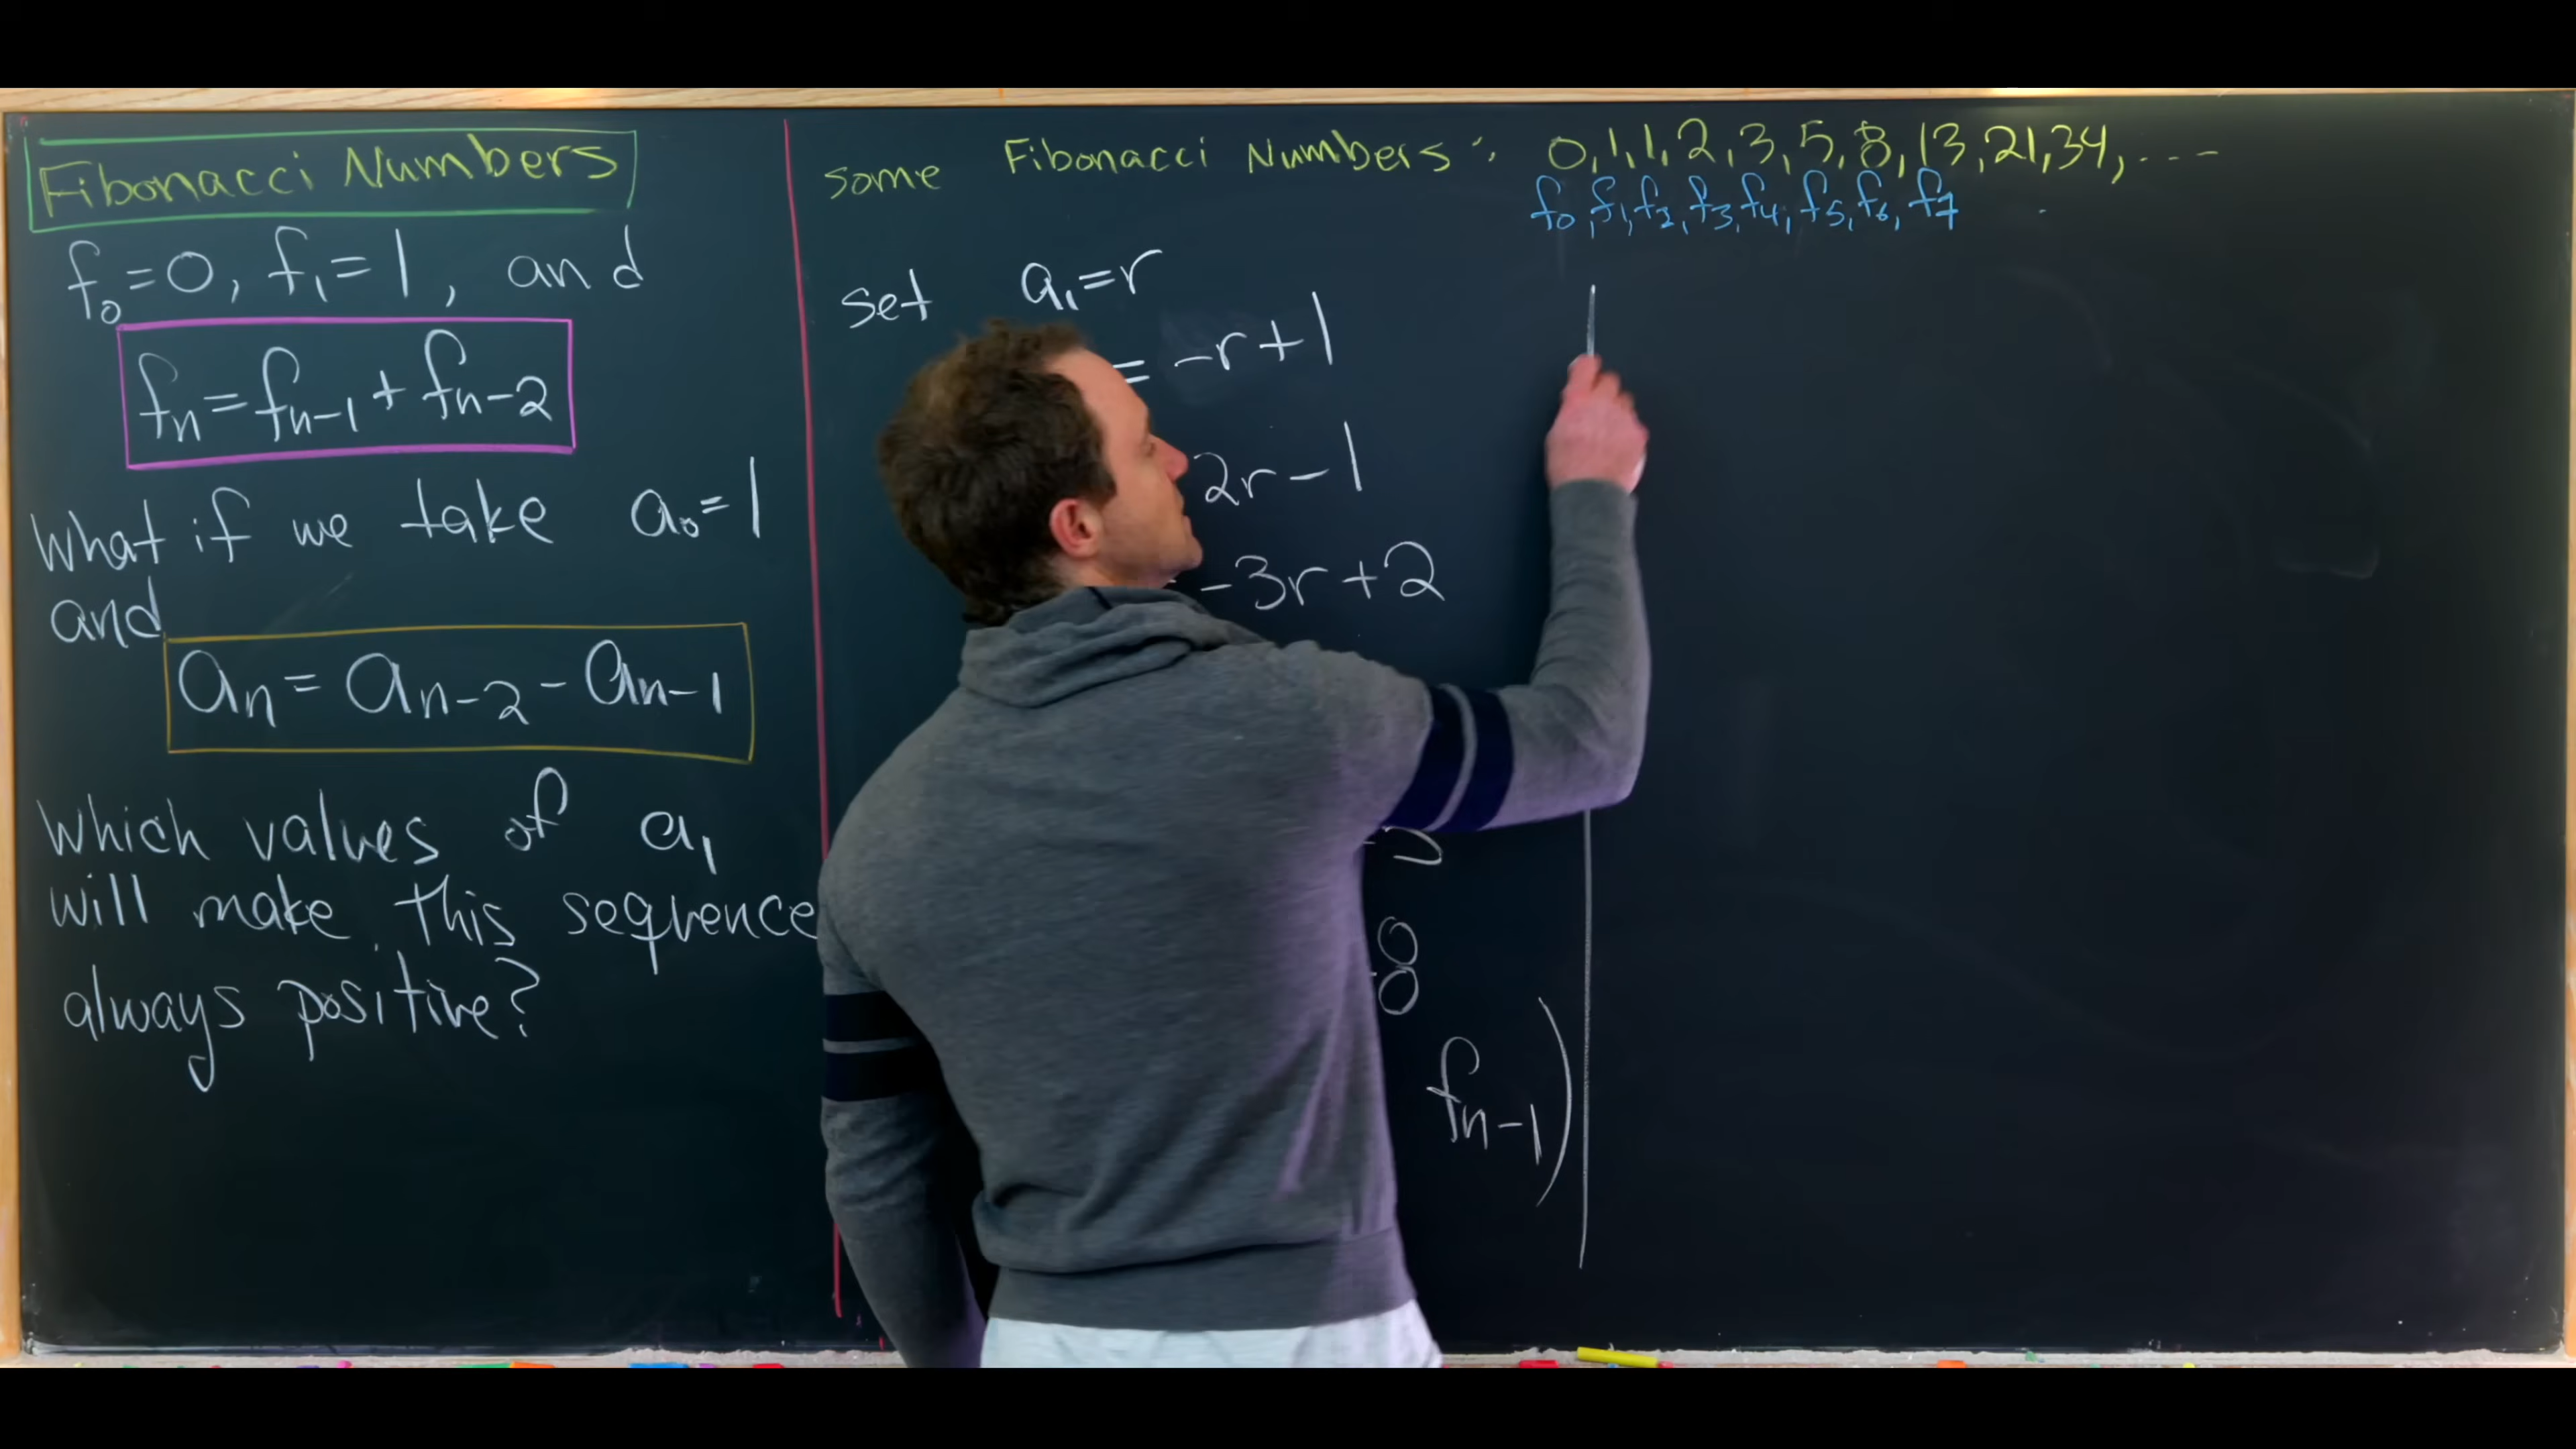 Fibonacci Numbers
f₀=0, f₁=1, and
fₙ=fₙ₋₁+fₙ₋₂
What if we take a₀=1
and
aₙ=aₙ₋₂-aₙ₋₁
Which values of a₁
will make this sequence
always positive?
some Fibonacci Numbers: 0,1,1,2,3,5,8,13,21,34,...
f₀,f₁,f₂,f₃,f₄,f₅,f₆,f₇
set a₁=r
= -r+1
2r-1
-3r+2
8
fₙ₋₁)